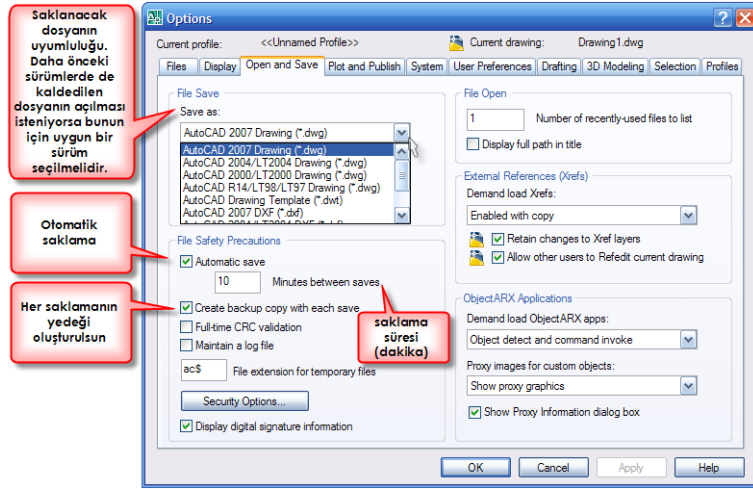 Saklanacak
dosyanın
uyumluluğu.
Daha önceki
sürümlerde de
kaldedilen
dosyanın açılması
isteniyorsa bunun
için uygun bir
sürüm
seçilmelidir.
Otomatik
saklama
Her saklamanın
yedeği
oluşturulsun
Options
Current profile: <<Unnamed Profile>> Current drawing: Drawing1.dwg
Files Display Open and Save Plot and Publish System User Preferences Drafting 3D Modeling Selection Profiles
File Save
Save as:
AutoCAD 2007 Drawing (*.dwg)
AutoCAD 2007 Drawing (*.dwg)
AutoCAD 2004/LT2004 Drawing (*.dwg)
AutoCAD 2000/LT2000 Drawing (*.dwg)
AutoCAD R14/LT98/LT97 Drawing (*.dwg)
AutoCAD Drawing Template (*.dwt)
AutoCAD 2007 DXF (*.dxf)
AutoCAD 2004/LT2004 DXF (*.dxf)
File Safety Precautions
Automatic save
10 Minutes between saves
Create backup copy with each save
Full-time CRC validation
Maintain a log file
ac$ File extension for temporary files
Security Options...
Display digital signature information
saklama
süresi
(dakika)
File Open
1 Number of recently-used files to list
Display full path in title
External References (Xrefs)
Demand load Xrefs:
Enabled with copy
Retain changes to Xref layers
Allow other users to Refedit current drawing
ObjectARX Applications
Demand load ObjectARX apps:
Object detect and command invoke
Proxy images for custom objects:
Show proxy graphics
Show Proxy Information dialog box
OK Cancel Apply Help